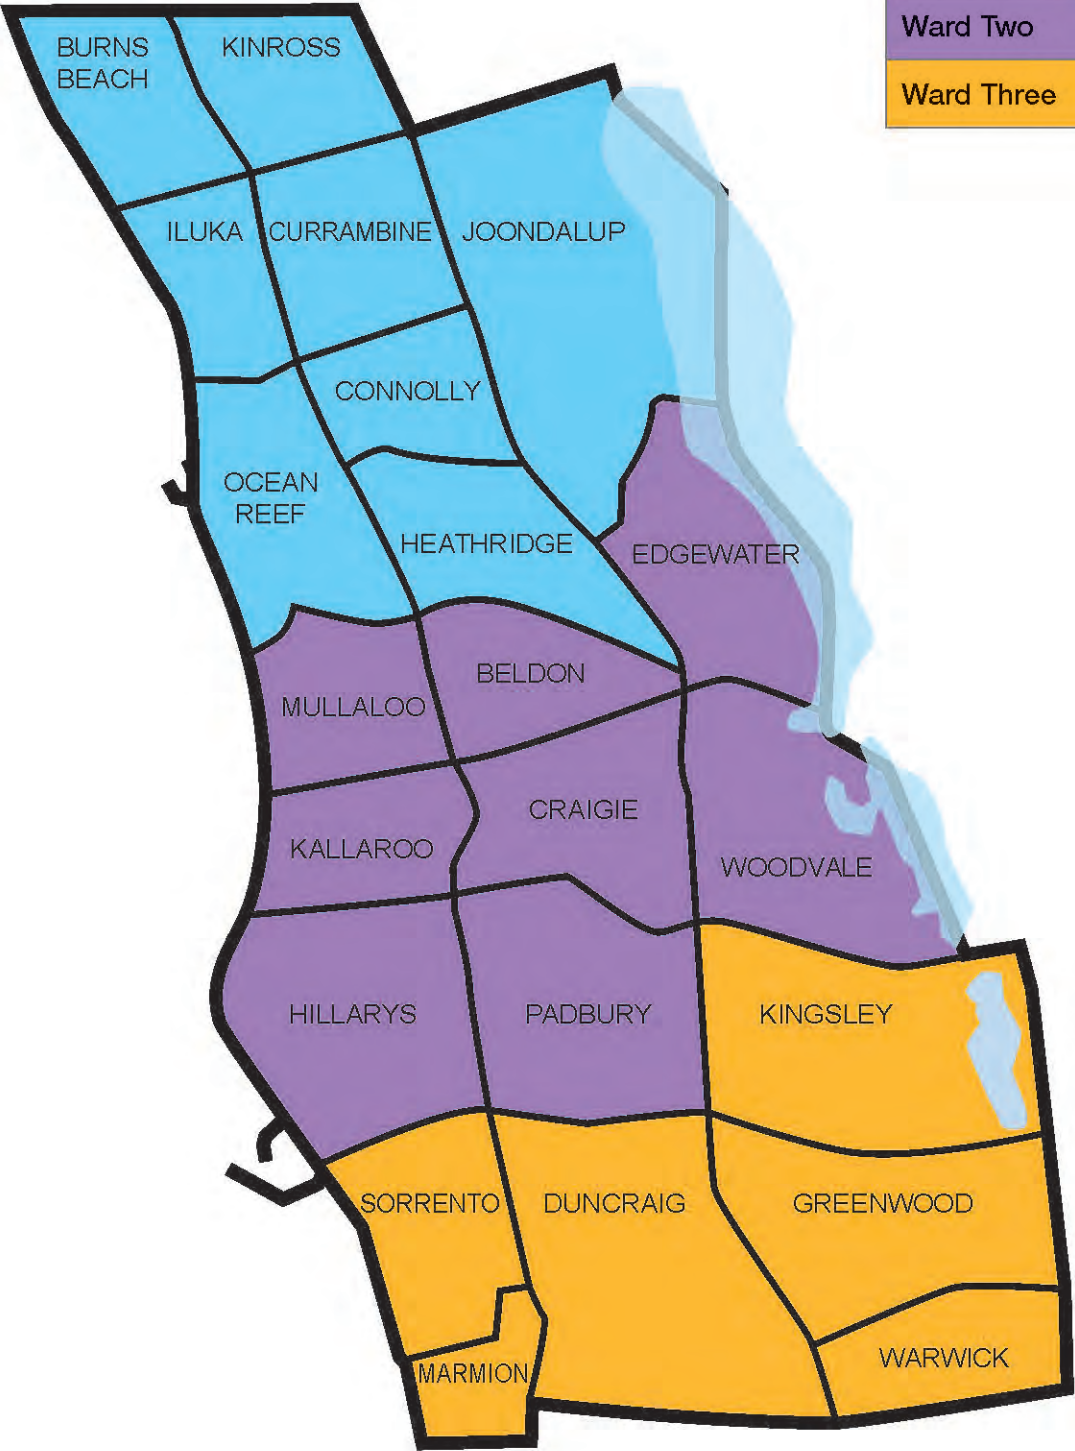 Ward Two
Ward Three
BURNS
BEACH
KINROSS
ILUKA
CURRAMBINE
JOONDALUP
CONNOLLY
OCEAN
REEF
HEATHRIDGE
EDGEWATER
BELDON
MULLALOO
CRAIGIE
KALLAROO
WOODVALE
HILLARYS
PADBURY
KINGSLEY
SORRENTO
DUNCRAIG
GREENWOOD
WARWICK
MARMION